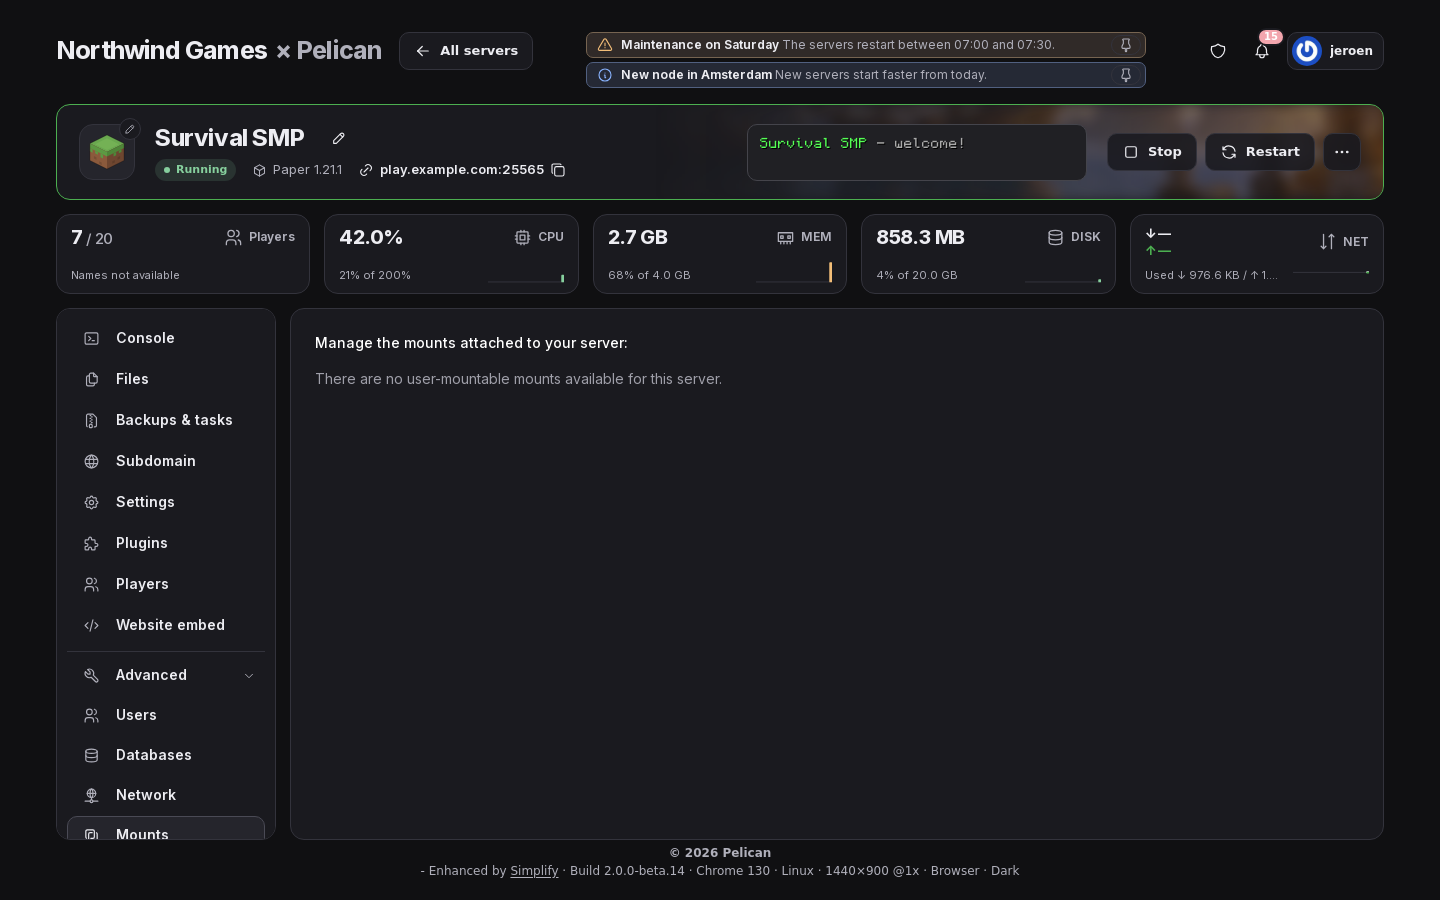 Northwind Games × Pelican
All servers
Maintenance on Saturday The servers restart between 07:00 and 07:30.
New node in Amsterdam New servers start faster from today.
15
jeroen
Survival SMP
Running
Paper 1.21.1
play.example.com:25565
Survival SMP - welcome!
Stop
Restart
7 / 20
Players
Names not available
42.0%
CPU
21% of 200%
2.7 GB
MEM
68% of 4.0 GB
858.3 MB
DISK
4% of 20.0 GB
↓—
↑—
NET
Used ↓ 976.6 KB / ↑ 1....
Console
Files
Backups & tasks
Subdomain
Settings
Plugins
Players
Website embed
Advanced
Users
Databases
Network
Mounts
Manage the mounts attached to your server:
There are no user-mountable mounts available for this server.
© 2026 Pelican
- Enhanced by Simplify · Build 2.0.0-beta.14 · Chrome 130 · Linux · 1440×900 @1x · Browser · Dark